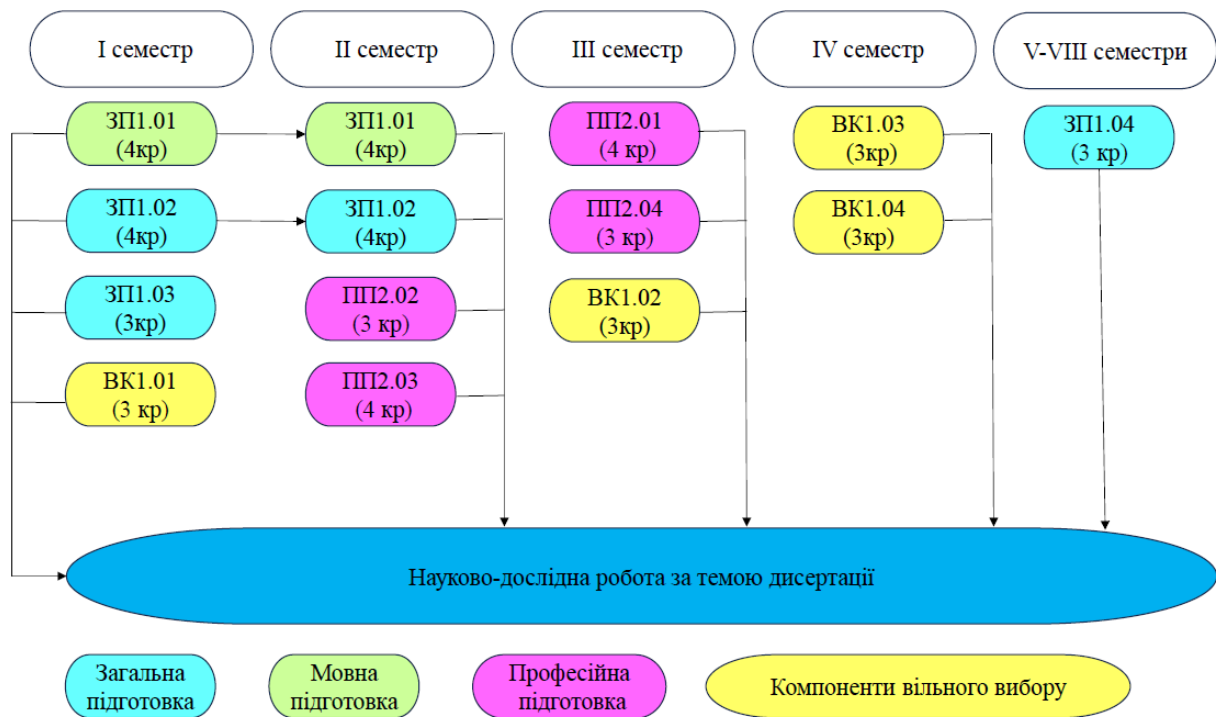 I семестр
II семестр
III семестр
IV семестр
V-VIII семестри
ЗП1.01
(4кр)
ЗП1.01
(4кр)
ПП2.01
(4 кр)
ВК1.03
(3кр)
ЗП1.04
(3 кр)
ЗП1.02
(4кр)
ЗП1.02
(4кр)
ПП2.04
(3 кр)
ВК1.04
(3кр)
ЗП1.03
(3кр)
ПП2.02
(3 кр)
ВК1.02
(3кр)
ВК1.01
(3 кр)
ПП2.03
(4 кр)
Науково-дослідна робота за темою дисертації
Загальна
підготовка
Мовна
підготовка
Професійна
підготовка
Компоненти вільного вибору